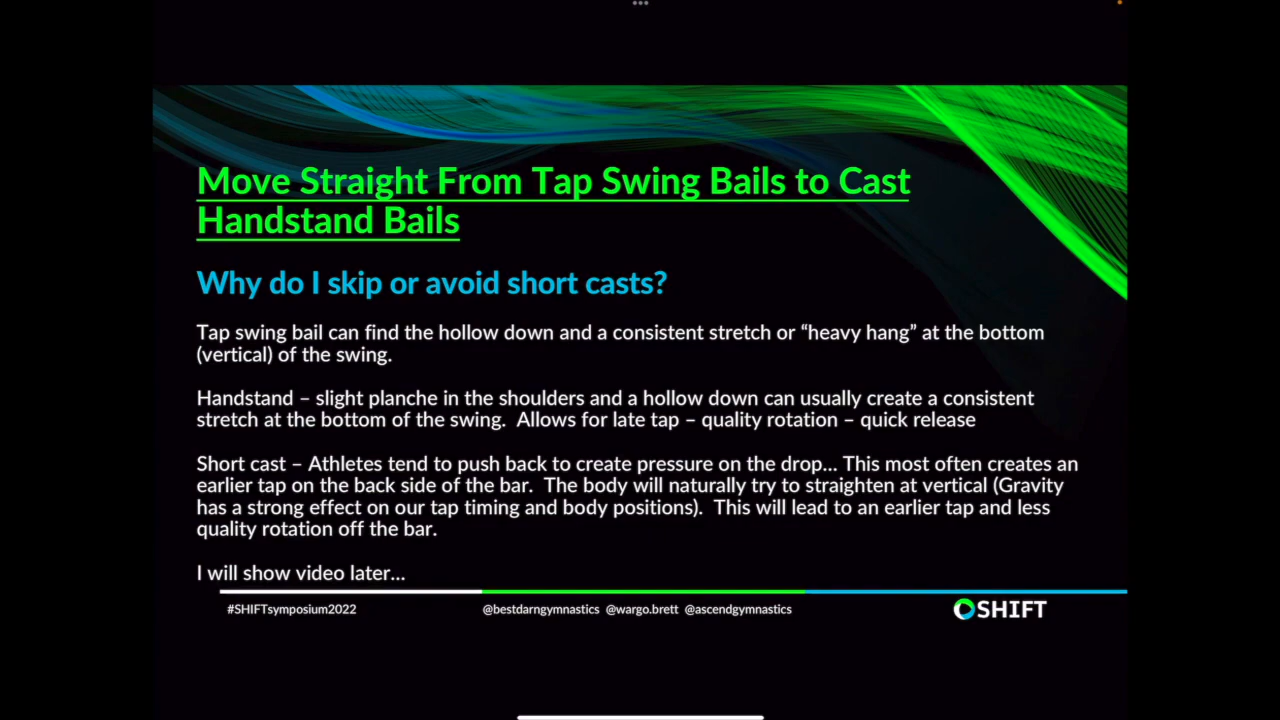 Move Straight From Tap Swing Bails to Cast
Handstand Bails
Why do I skip or avoid short casts?
Tap swing bail can find the hollow down and a consistent stretch or “heavy hang” at the bottom
(vertical) of the swing.
Handstand – slight planche in the shoulders and a hollow down can usually create a consistent
stretch at the bottom of the swing.  Allows for late tap – quality rotation – quick release
Short cast – Athletes tend to push back to create pressure on the drop... This most often creates an
earlier tap on the back side of the bar.  The body will naturally try to straighten at vertical (Gravity
has a strong effect on our tap timing and body positions).  This will lead to an earlier tap and less
quality rotation off the bar.
I will show video later...
#SHIFTsymposium2022
@bestdarngymnastics  @wargo.brett  @ascendgymnastics
SHIFT